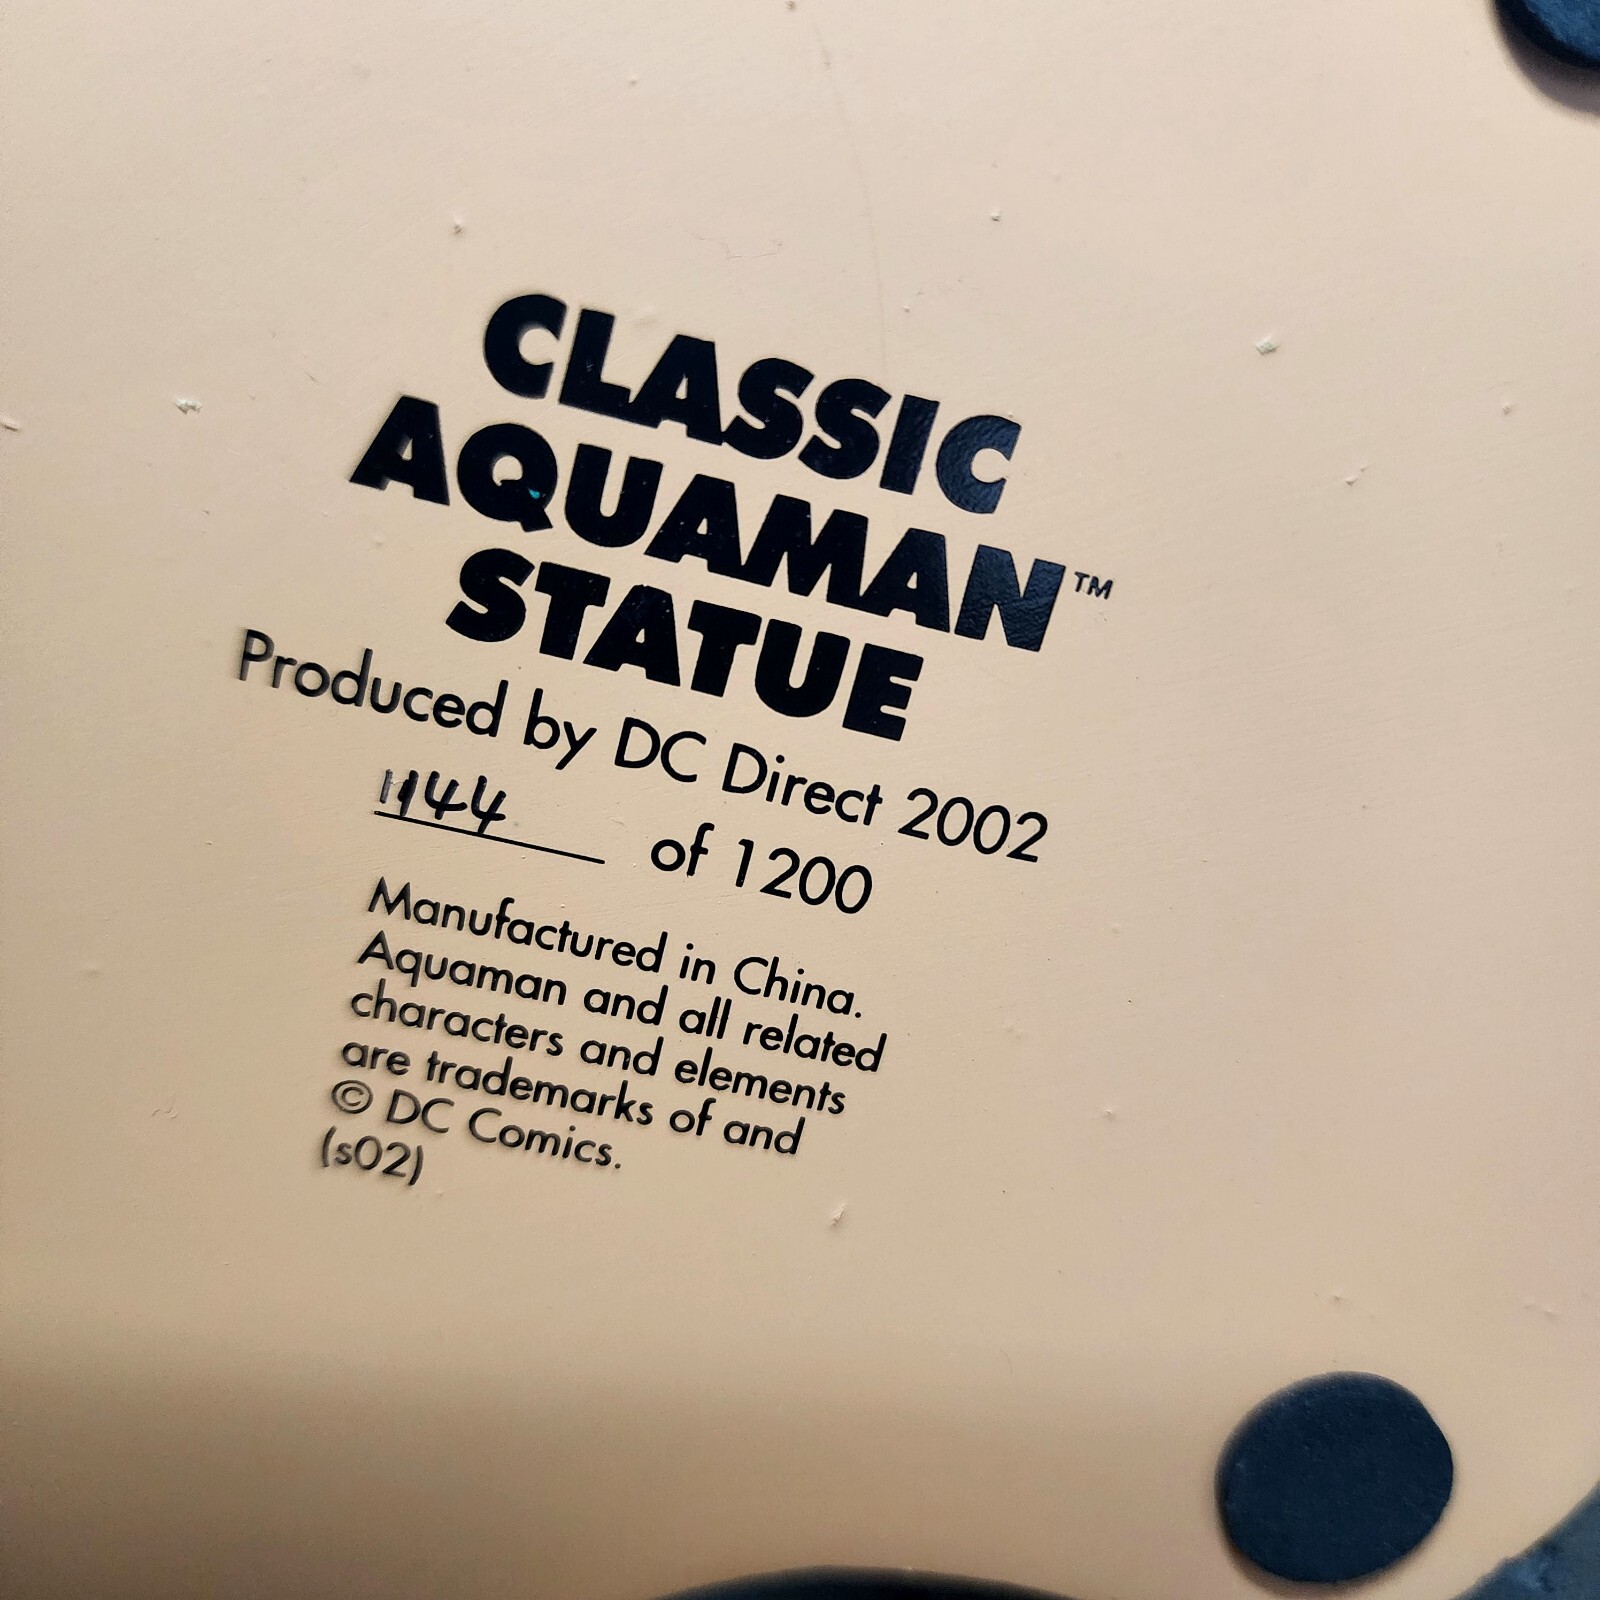 CLASSIC
AQUAMAN™
STATUE
Produced by DC Direct 2002
1144 of 1200
Manufactured in China.
Aquaman and all related
characters and elements
are trademarks of and
© DC Comics.
(s02)